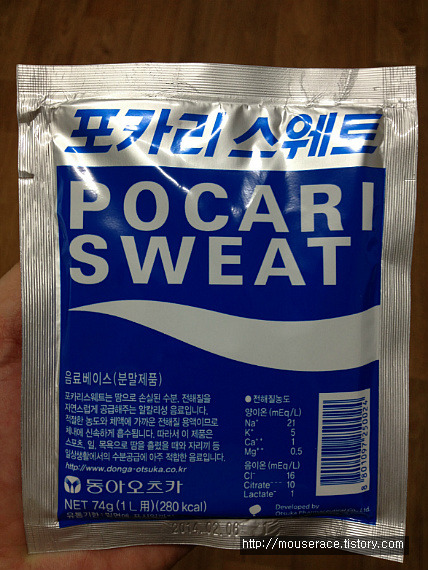 포카리스웨트
POCARI
SWEAT
음료베이스(분말제품)
포카리스웨트는 땀으로 손실된 수분, 전해질을
자연스럽게 공급해주는 알칼리성 음료입니다.
적절한 농도와 체액에 가까운 전해질 용액이므로
체내에 신속하게 흡수됩니다. 따라서 이 제품은
스포츠, 일, 목욕으로 땀을 흘렸을 때와 자리끼 등
일상생활에서의 수분공급에 아주 적합한 음료입니다.
http://www.donga-otsuka.co.kr
동아오츠카
NET 74g (1L用) (280 kcal)
유통기한:
● 전해질농도
양이온 (mEq/L)
Na⁺ 21
K⁺ 5
Ca⁺⁺ 1
Mg⁺⁺ 0.5
음이온 (mEq/L)
Cl⁻ 16
Citrate⁻⁻⁻ 10
Lactate⁻ 1
Developed by
Otsuka
8 801097 230024
http://mouserace.tistory.com